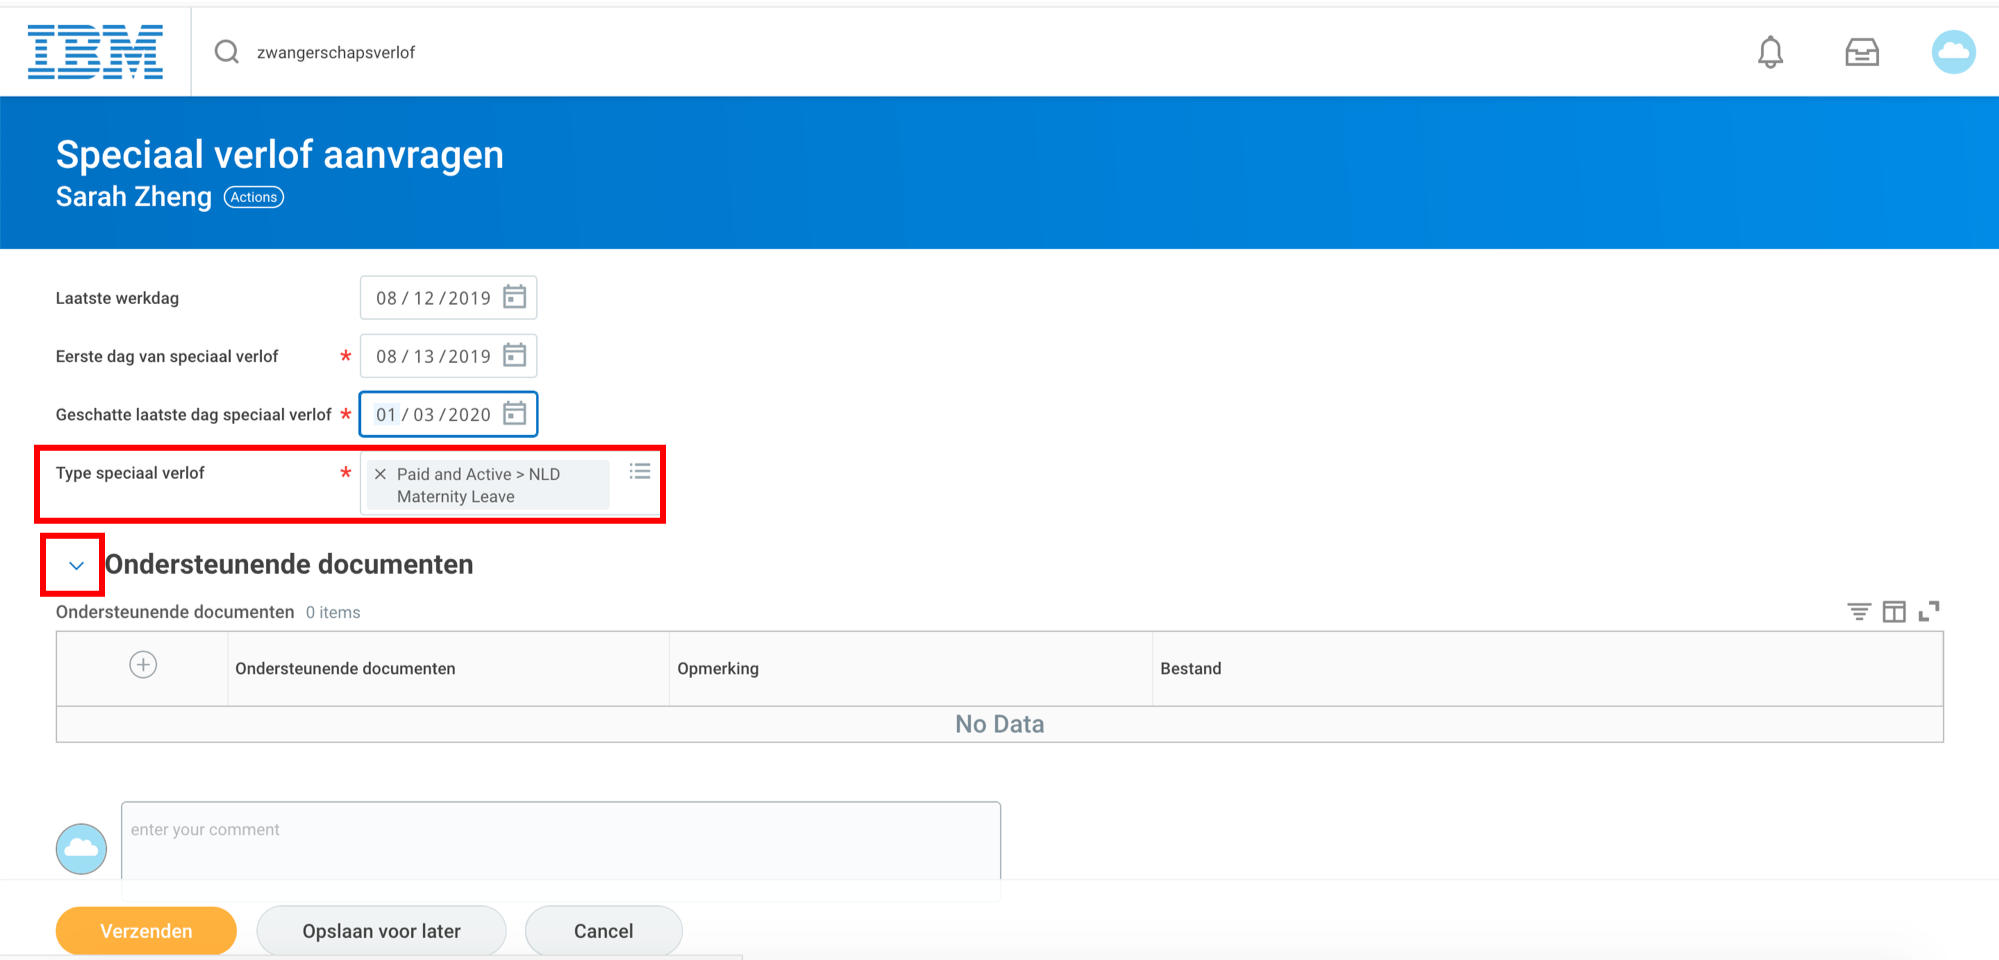 IBM
zwangerschapsverlof
Speciaal verlof aanvragen
Sarah Zheng Actions
Laatste werkdag 08 / 12 / 2019
Eerste dag van speciaal verlof * 08 / 13 / 2019
Geschatte laatste dag speciaal verlof * 01 / 03 / 2020
Type speciaal verlof * × Paid and Active > NLD
Maternity Leave
Ondersteunende documenten
Ondersteunende documenten 0 items
Ondersteunende documenten Opmerking Bestand
No Data
enter your comment
Verzenden Opslaan voor later Cancel